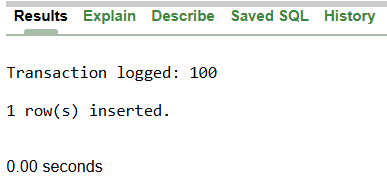 Results Explain Describe Saved SQL History
Transaction logged: 100
1 row(s) inserted.
0.00 seconds